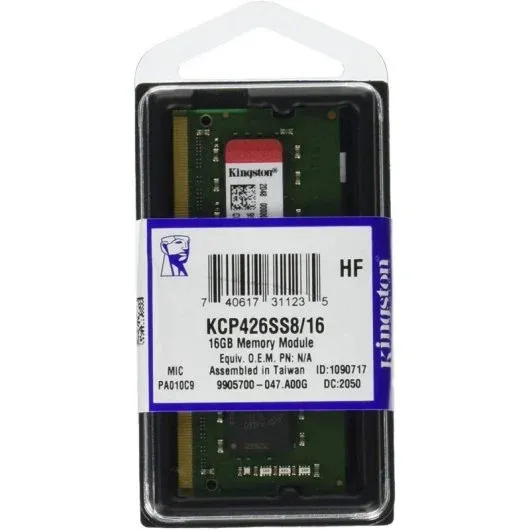 Kingston
HF
7 40617 31123 5
KCP426SS8/16
16GB Memory Module
Equiv. O.E.M. PN: N/A
MIC Assembled in Taiwan ID:1090717
PA010C9 9905700-047.A00G DC:2050
Kingston